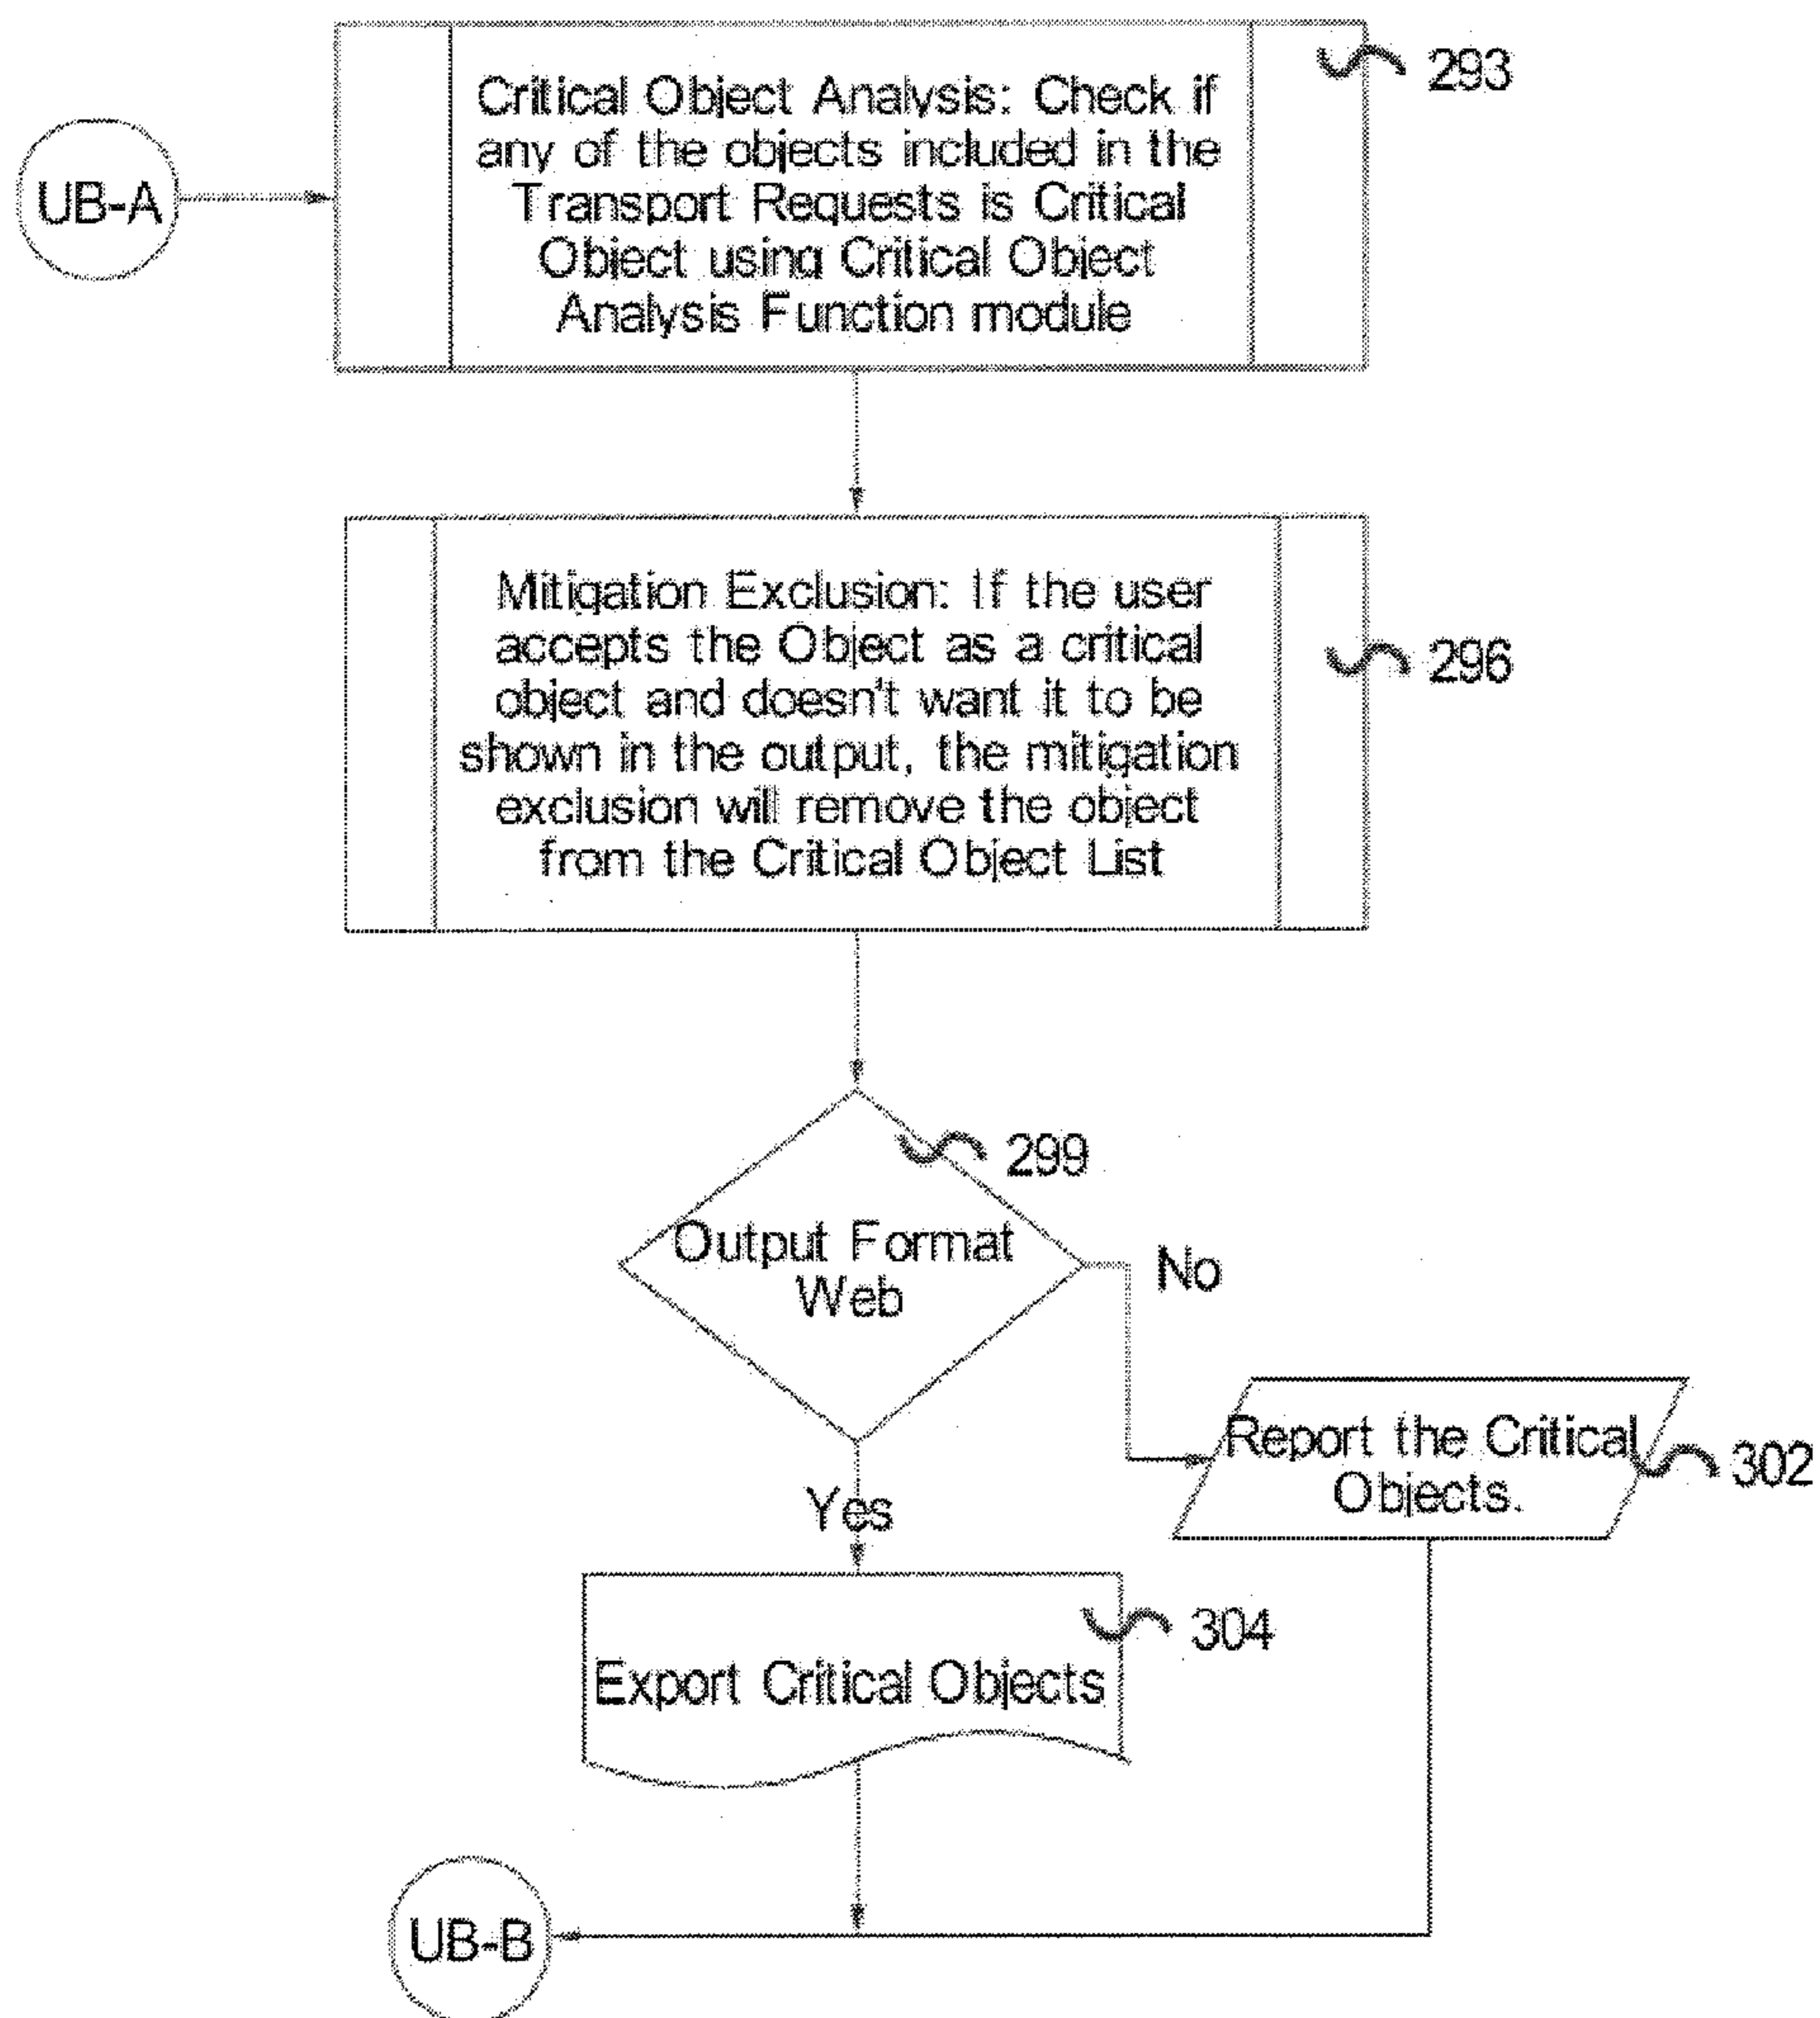 Critical Object Analysis: Check if
any of the objects included in the
Transport Requests is Critical
Object using Critical Object
Analysis Function module
293
UB-A
Mitigation Exclusion: If the user
accepts the Object as a critical
object and doesn't want it to be
shown in the output, the mitigation
exclusion will remove the object
from the Critical Object List
296
299
Output Format
Web
No
Yes
Report the Critical
Objects.
302
304
Export Critical Objects
UB-B